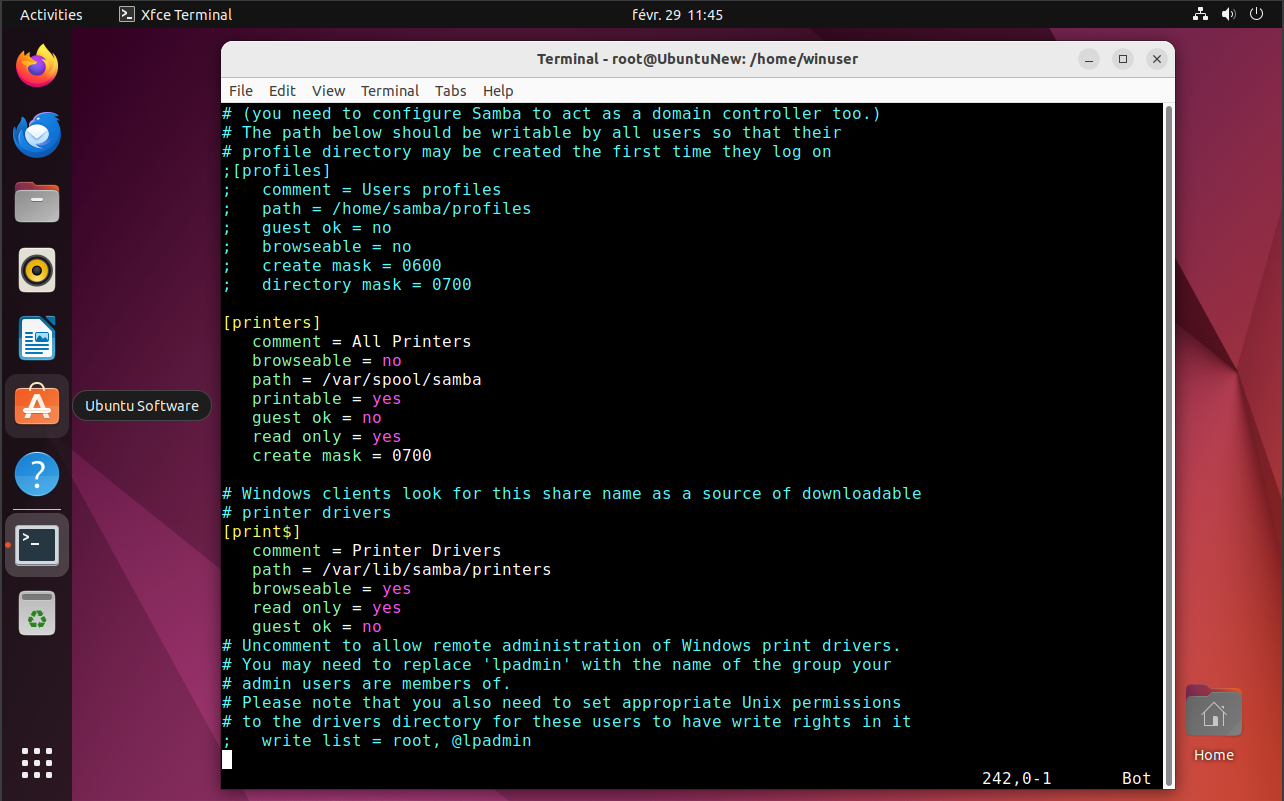 Activities Xfce Terminal févr. 29 11:45
Terminal - root@UbuntuNew: /home/winuser
File Edit View Terminal Tabs Help
# (you need to configure Samba to act as a domain controller too.)
# The path below should be writable by all users so that their
# profile directory may be created the first time they log on
;[profiles]
;   comment = Users profiles
;   path = /home/samba/profiles
;   guest ok = no
;   browseable = no
;   create mask = 0600
;   directory mask = 0700
[printers]
   comment = All Printers
   browseable = no
   path = /var/spool/samba
   printable = yes
   guest ok = no
   read only = yes
   create mask = 0700
# Windows clients look for this share name as a source of downloadable
# printer drivers
[print$]
   comment = Printer Drivers
   path = /var/lib/samba/printers
   browseable = yes
   read only = yes
   guest ok = no
# Uncomment to allow remote administration of Windows print drivers.
# You may need to replace 'lpadmin' with the name of the group your
# admin users are members of.
# Please note that you also need to set appropriate Unix permissions
# to the drivers directory for these users to have write rights in it
;   write list = root, @lpadmin
242,0-1 Bot
Ubuntu Software
Home